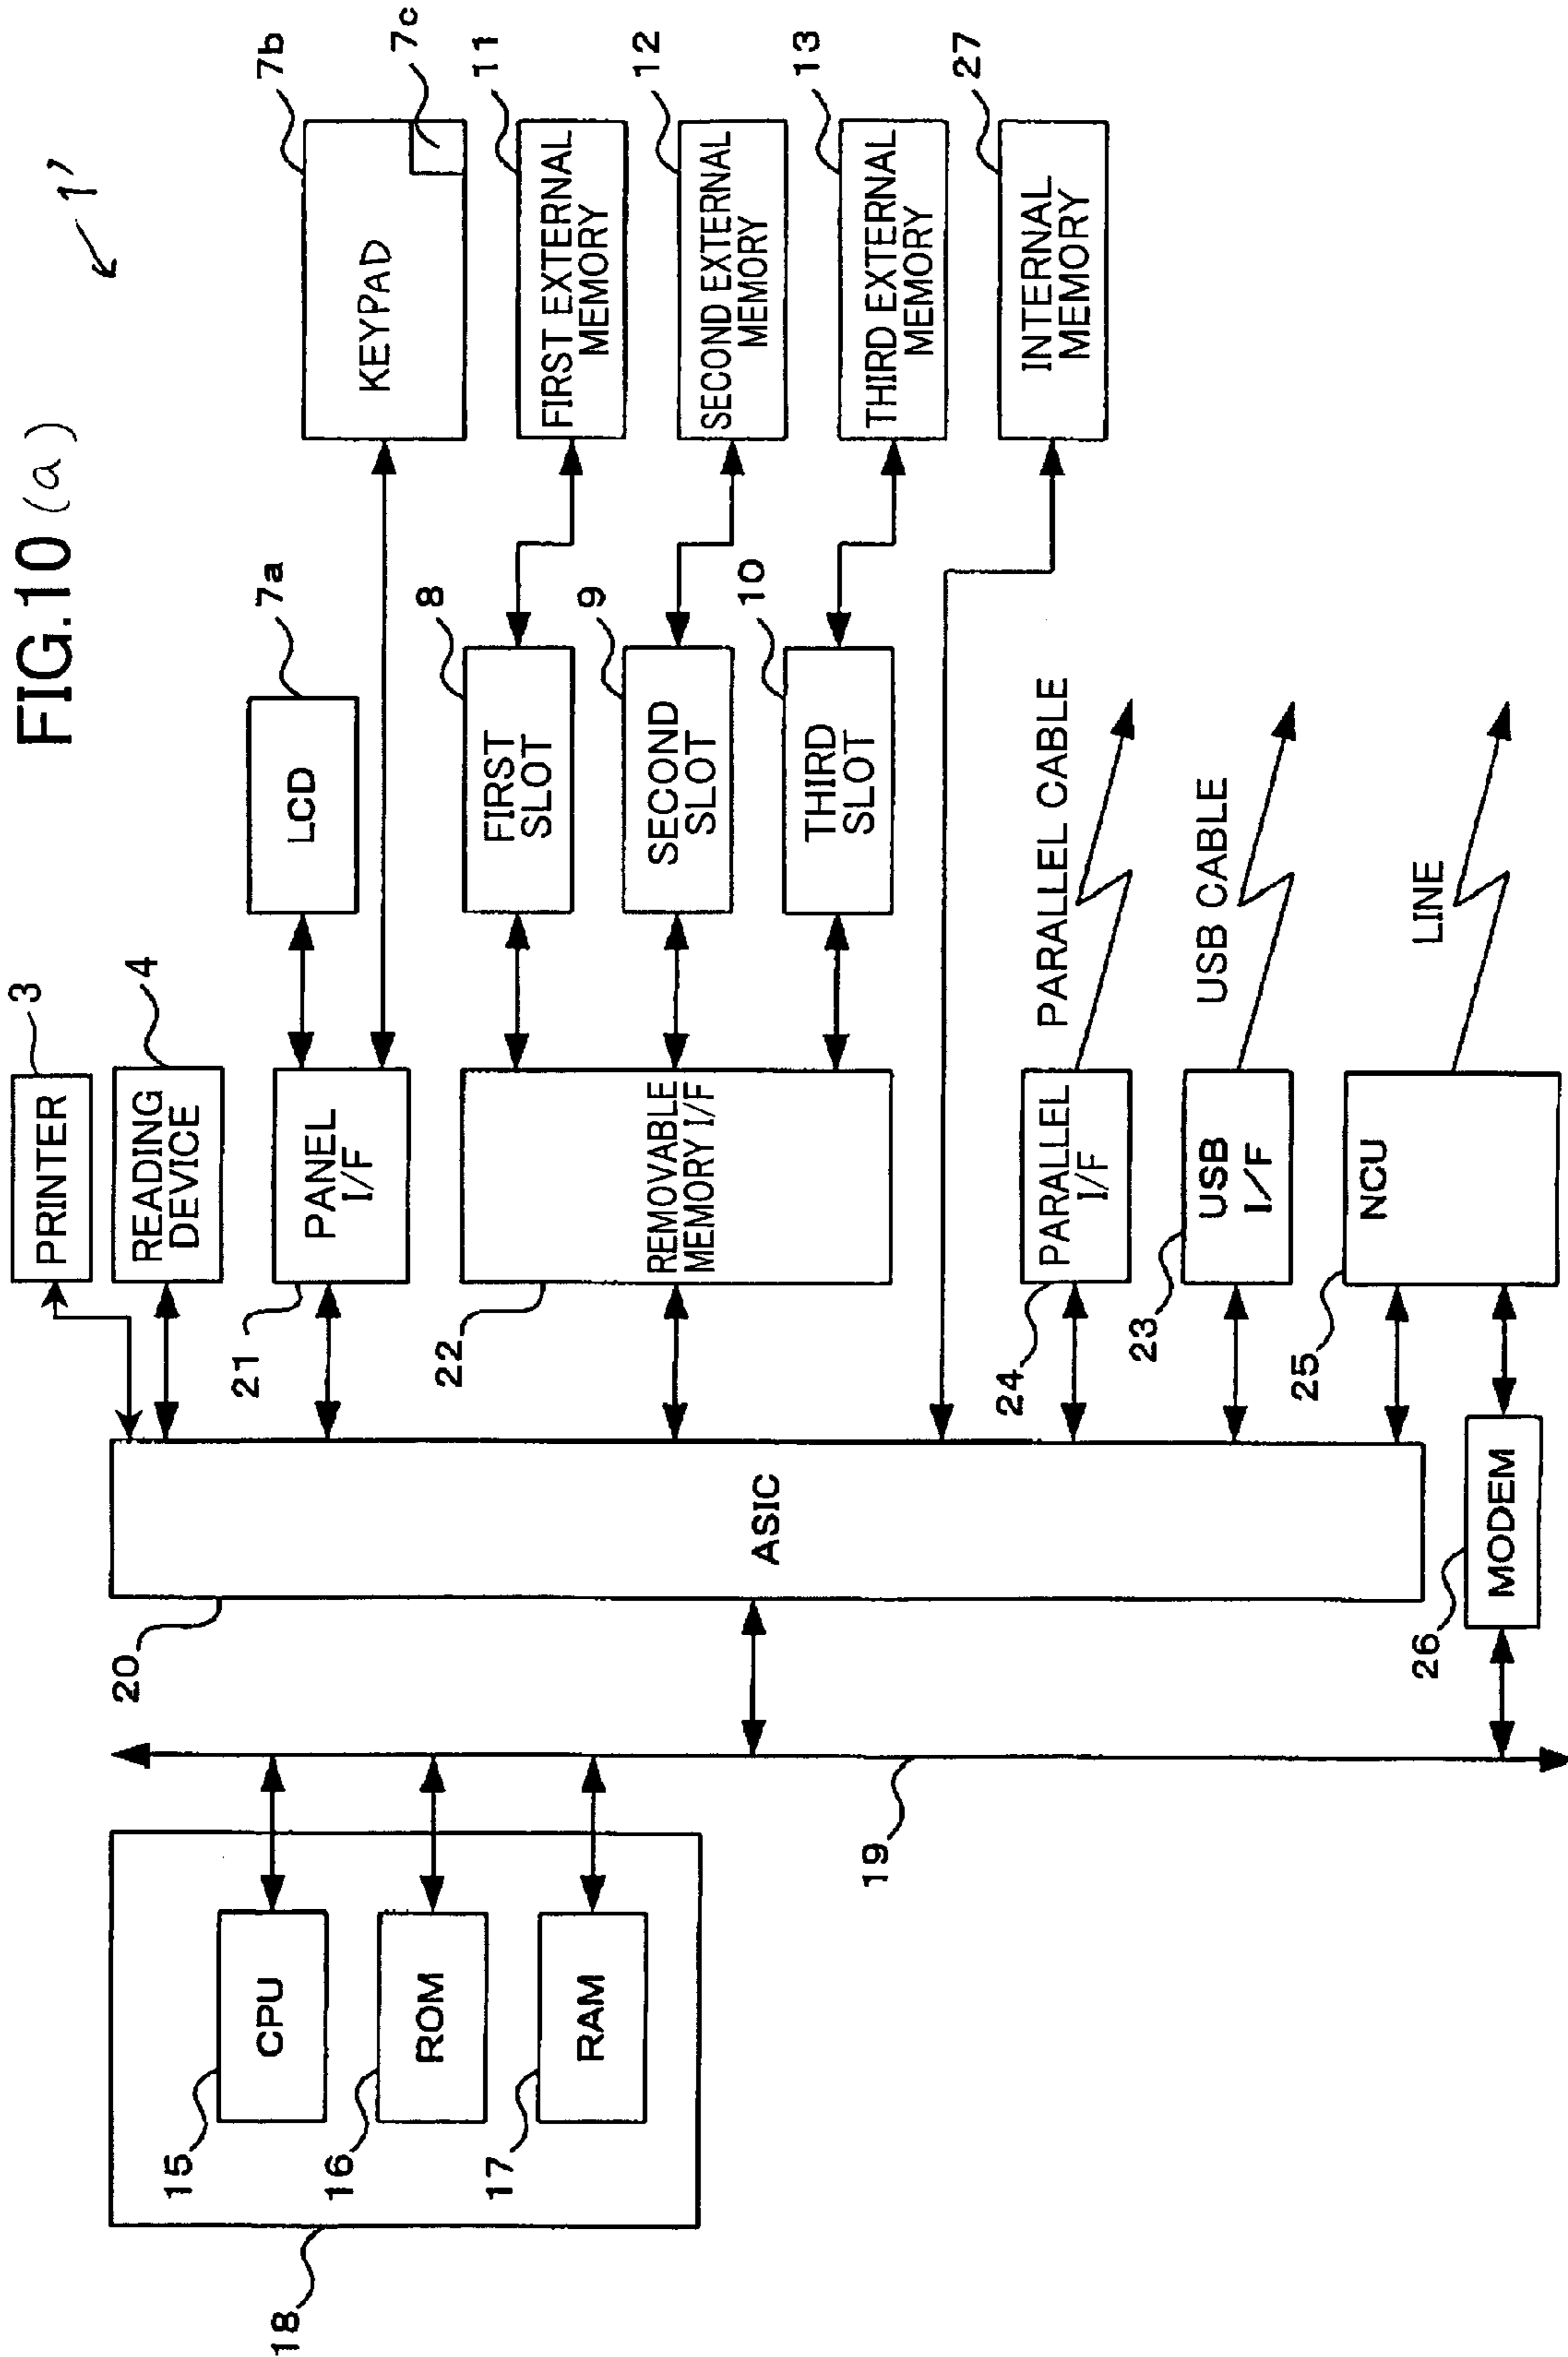 FIG.10 (a)
1'
3
PRINTER
4
READING
DEVICE
21
PANEL
I/F
LCD
7a
KEYPAD
7b
7c
22
REMOVABLE
MEMORY I/F
FIRST
SLOT
8
FIRST EXTERNAL
MEMORY
11
SECOND
SLOT
9
SECOND EXTERNAL
MEMORY
12
THIRD
SLOT
10
THIRD EXTERNAL
MEMORY
13
INTERNAL
MEMORY
27
24
PARALLEL
I/F
PARALLEL CABLE
23
USB
I/F
USB CABLE
25
NCU
LINE
20
ASIC
26
MODEM
19
18
15
CPU
16
ROM
17
RAM